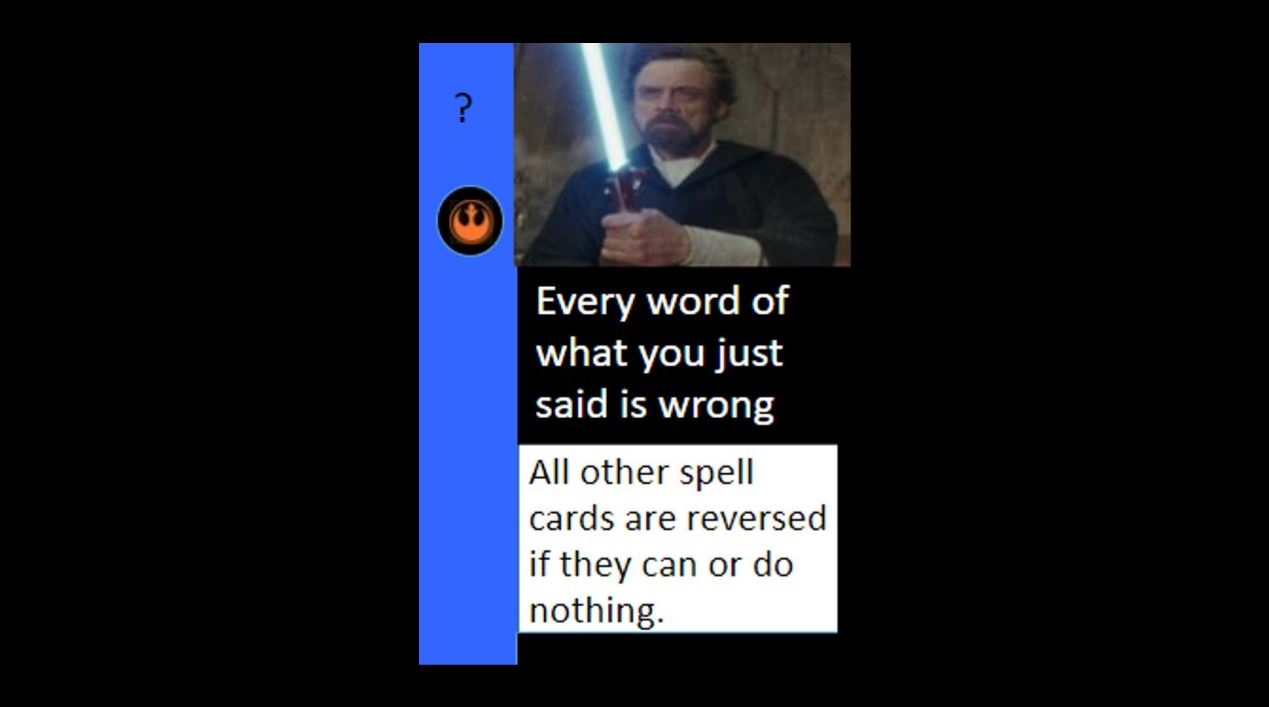 ?
Every word of
what you just
said is wrong
All other spell
cards are reversed
if they can or do
nothing.